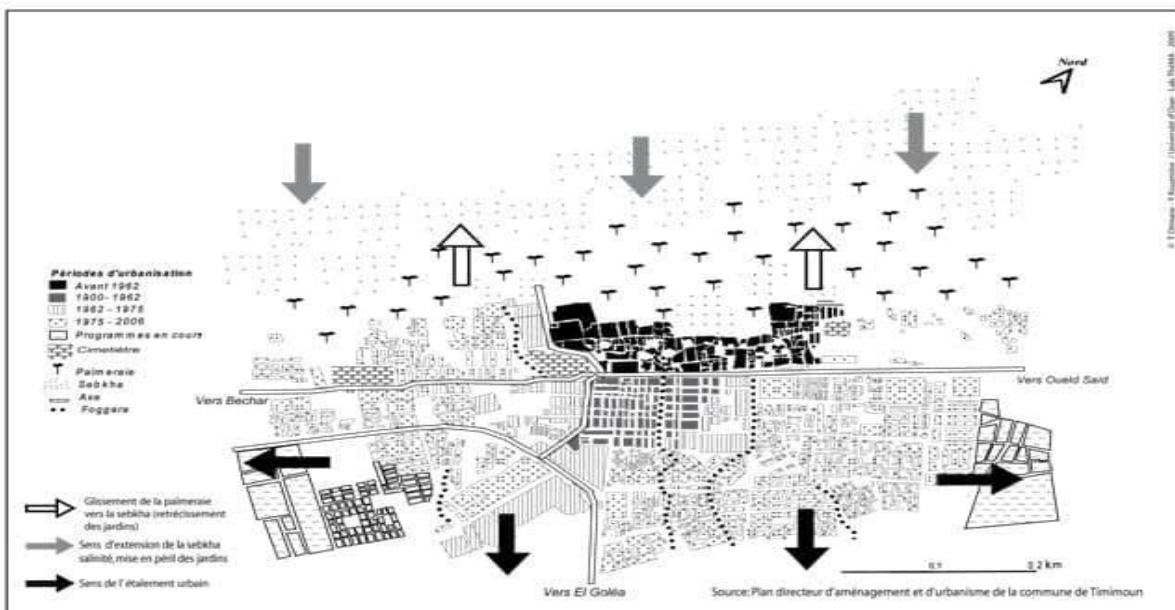 Nord
Périodes d'urbanisation
Avant 1962
1900-1962
1962-1975
1975-2006
Programmes en cours
Cimetiètre
Palmeraie
Sebkha
Axe
Foggara
Vers Bechar
Vers Oueld Saïd
Vers El Goléa
Glissement de la palmeraie
vers la sebkha (retrécissement
des jardins)
Sens d'extension de la sebkha
salinité, mise en péril des jardins
Sens de l'étalement urbain
0.2 km
Source: Plan directeur d'aménagement et d'urbanisme de la commune de Timimoun